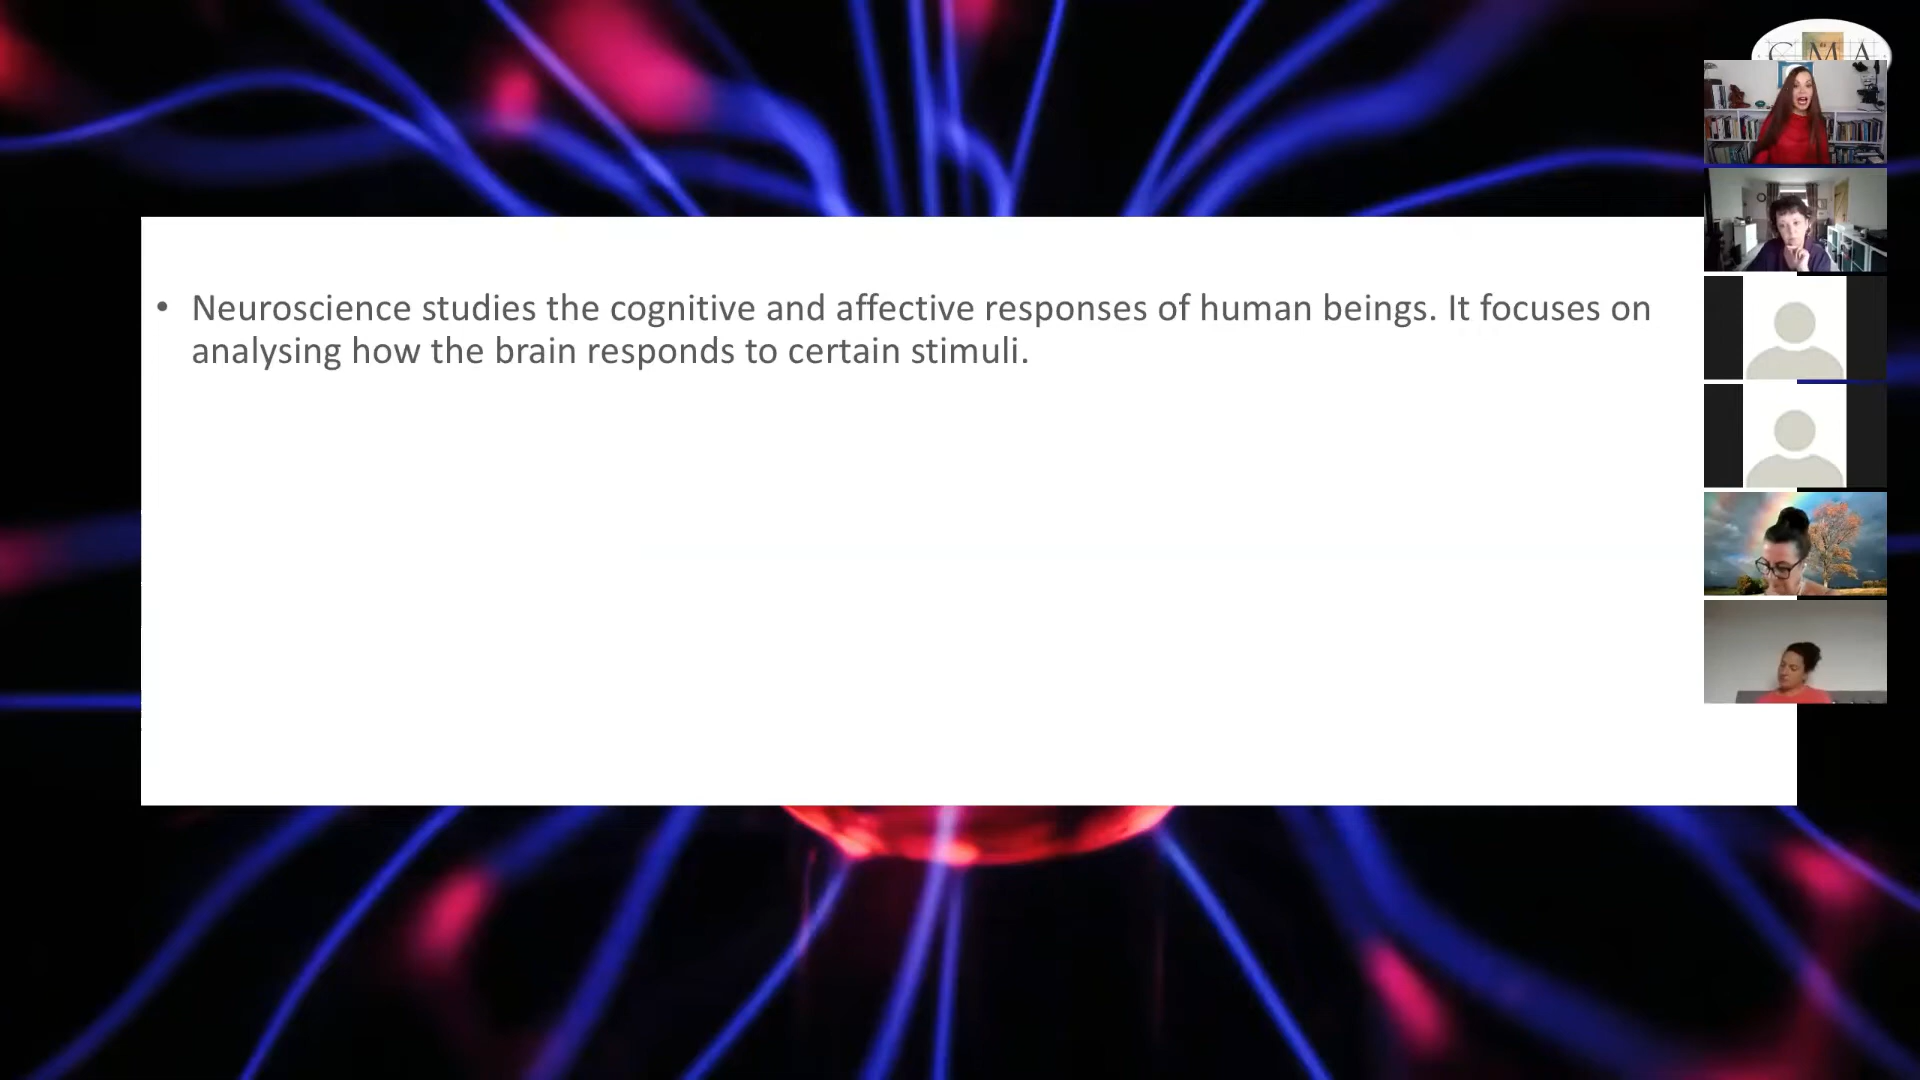 CMA
• Neuroscience studies the cognitive and affective responses of human beings. It focuses on
analysing how the brain responds to certain stimuli.